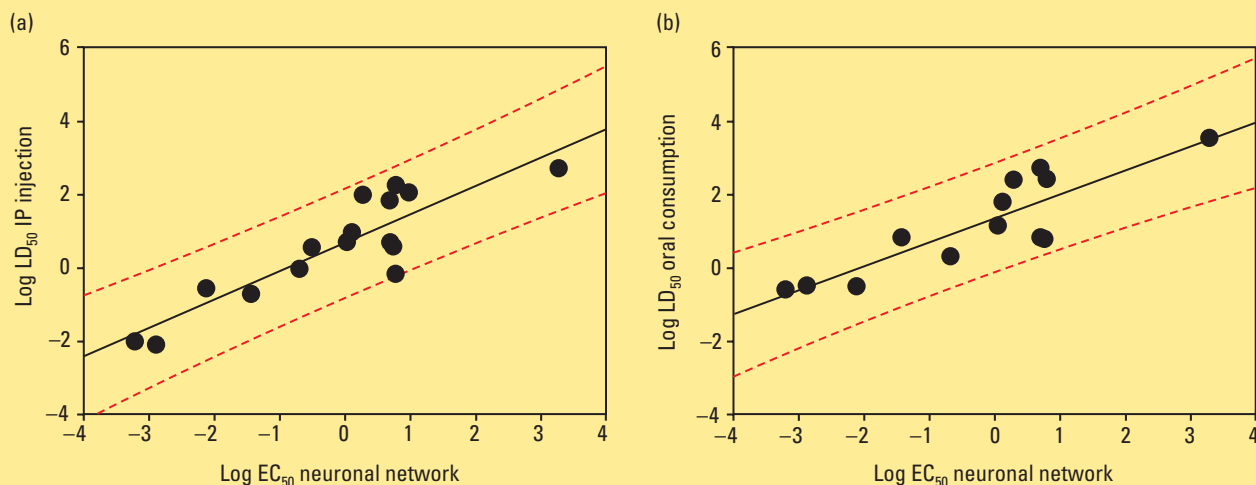 (a)
6
4
2
0
−2
−4
−4 −3 −2 −1 0 1 2 3 4
Log LD50 IP injection
Log EC50 neuronal network
(b)
6
4
2
0
−2
−4
−4 −3 −2 −1 0 1 2 3 4
Log LD50 oral consumption
Log EC50 neuronal network